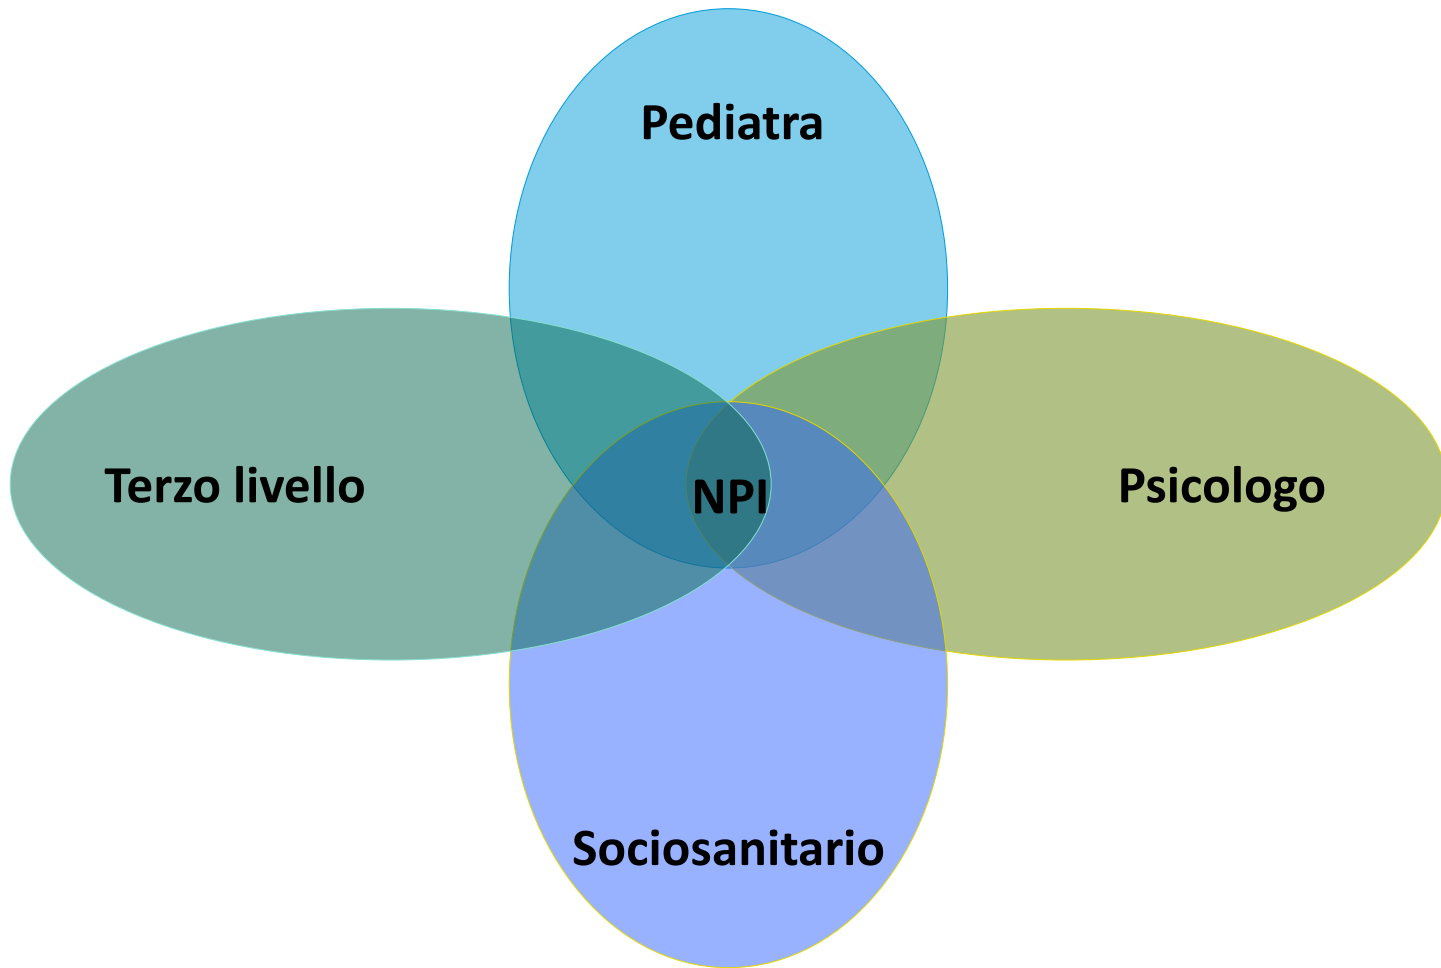 Pediatra
Terzo livello
NPI
Psicologo
Sociosanitario